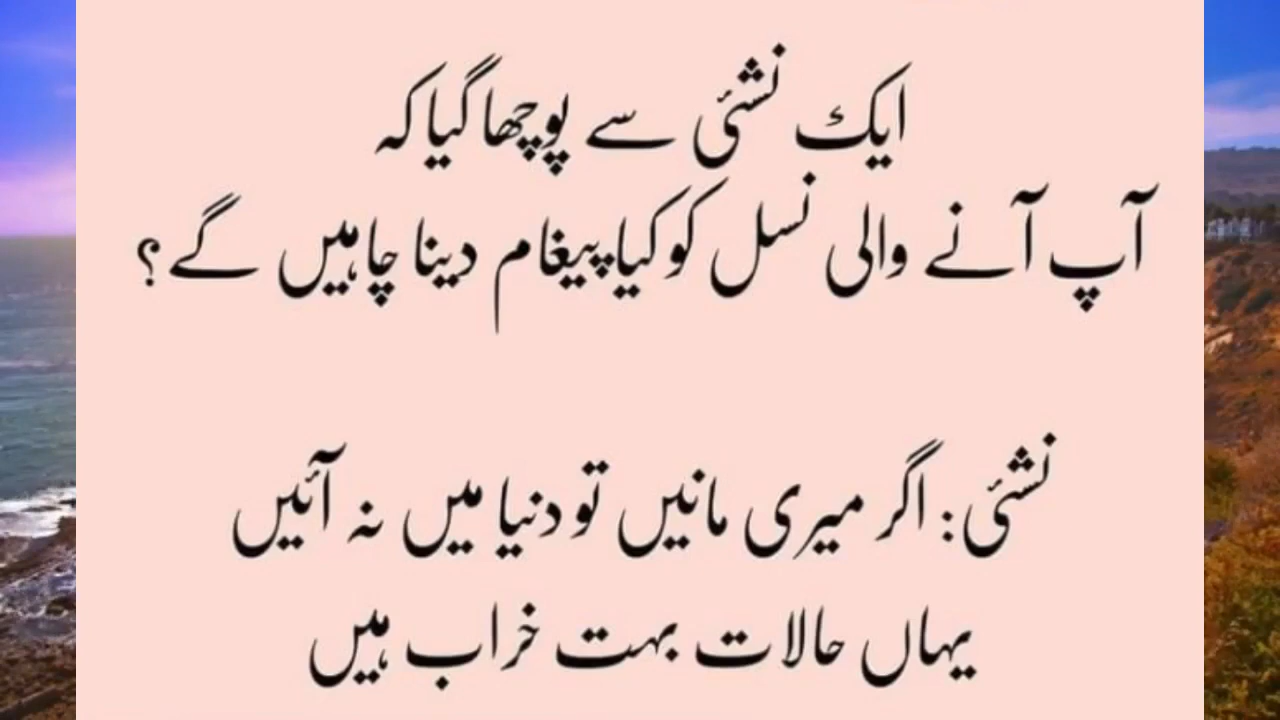 ایک نشئی سے پوچھا گیا کہ
آپ آنے والی نسل کو کیا پیغام دینا چاہیں گے؟
نشئی: اگر میری مانیں تو دنیا میں نہ آئیں
یہاں حالات بہت خراب ہیں